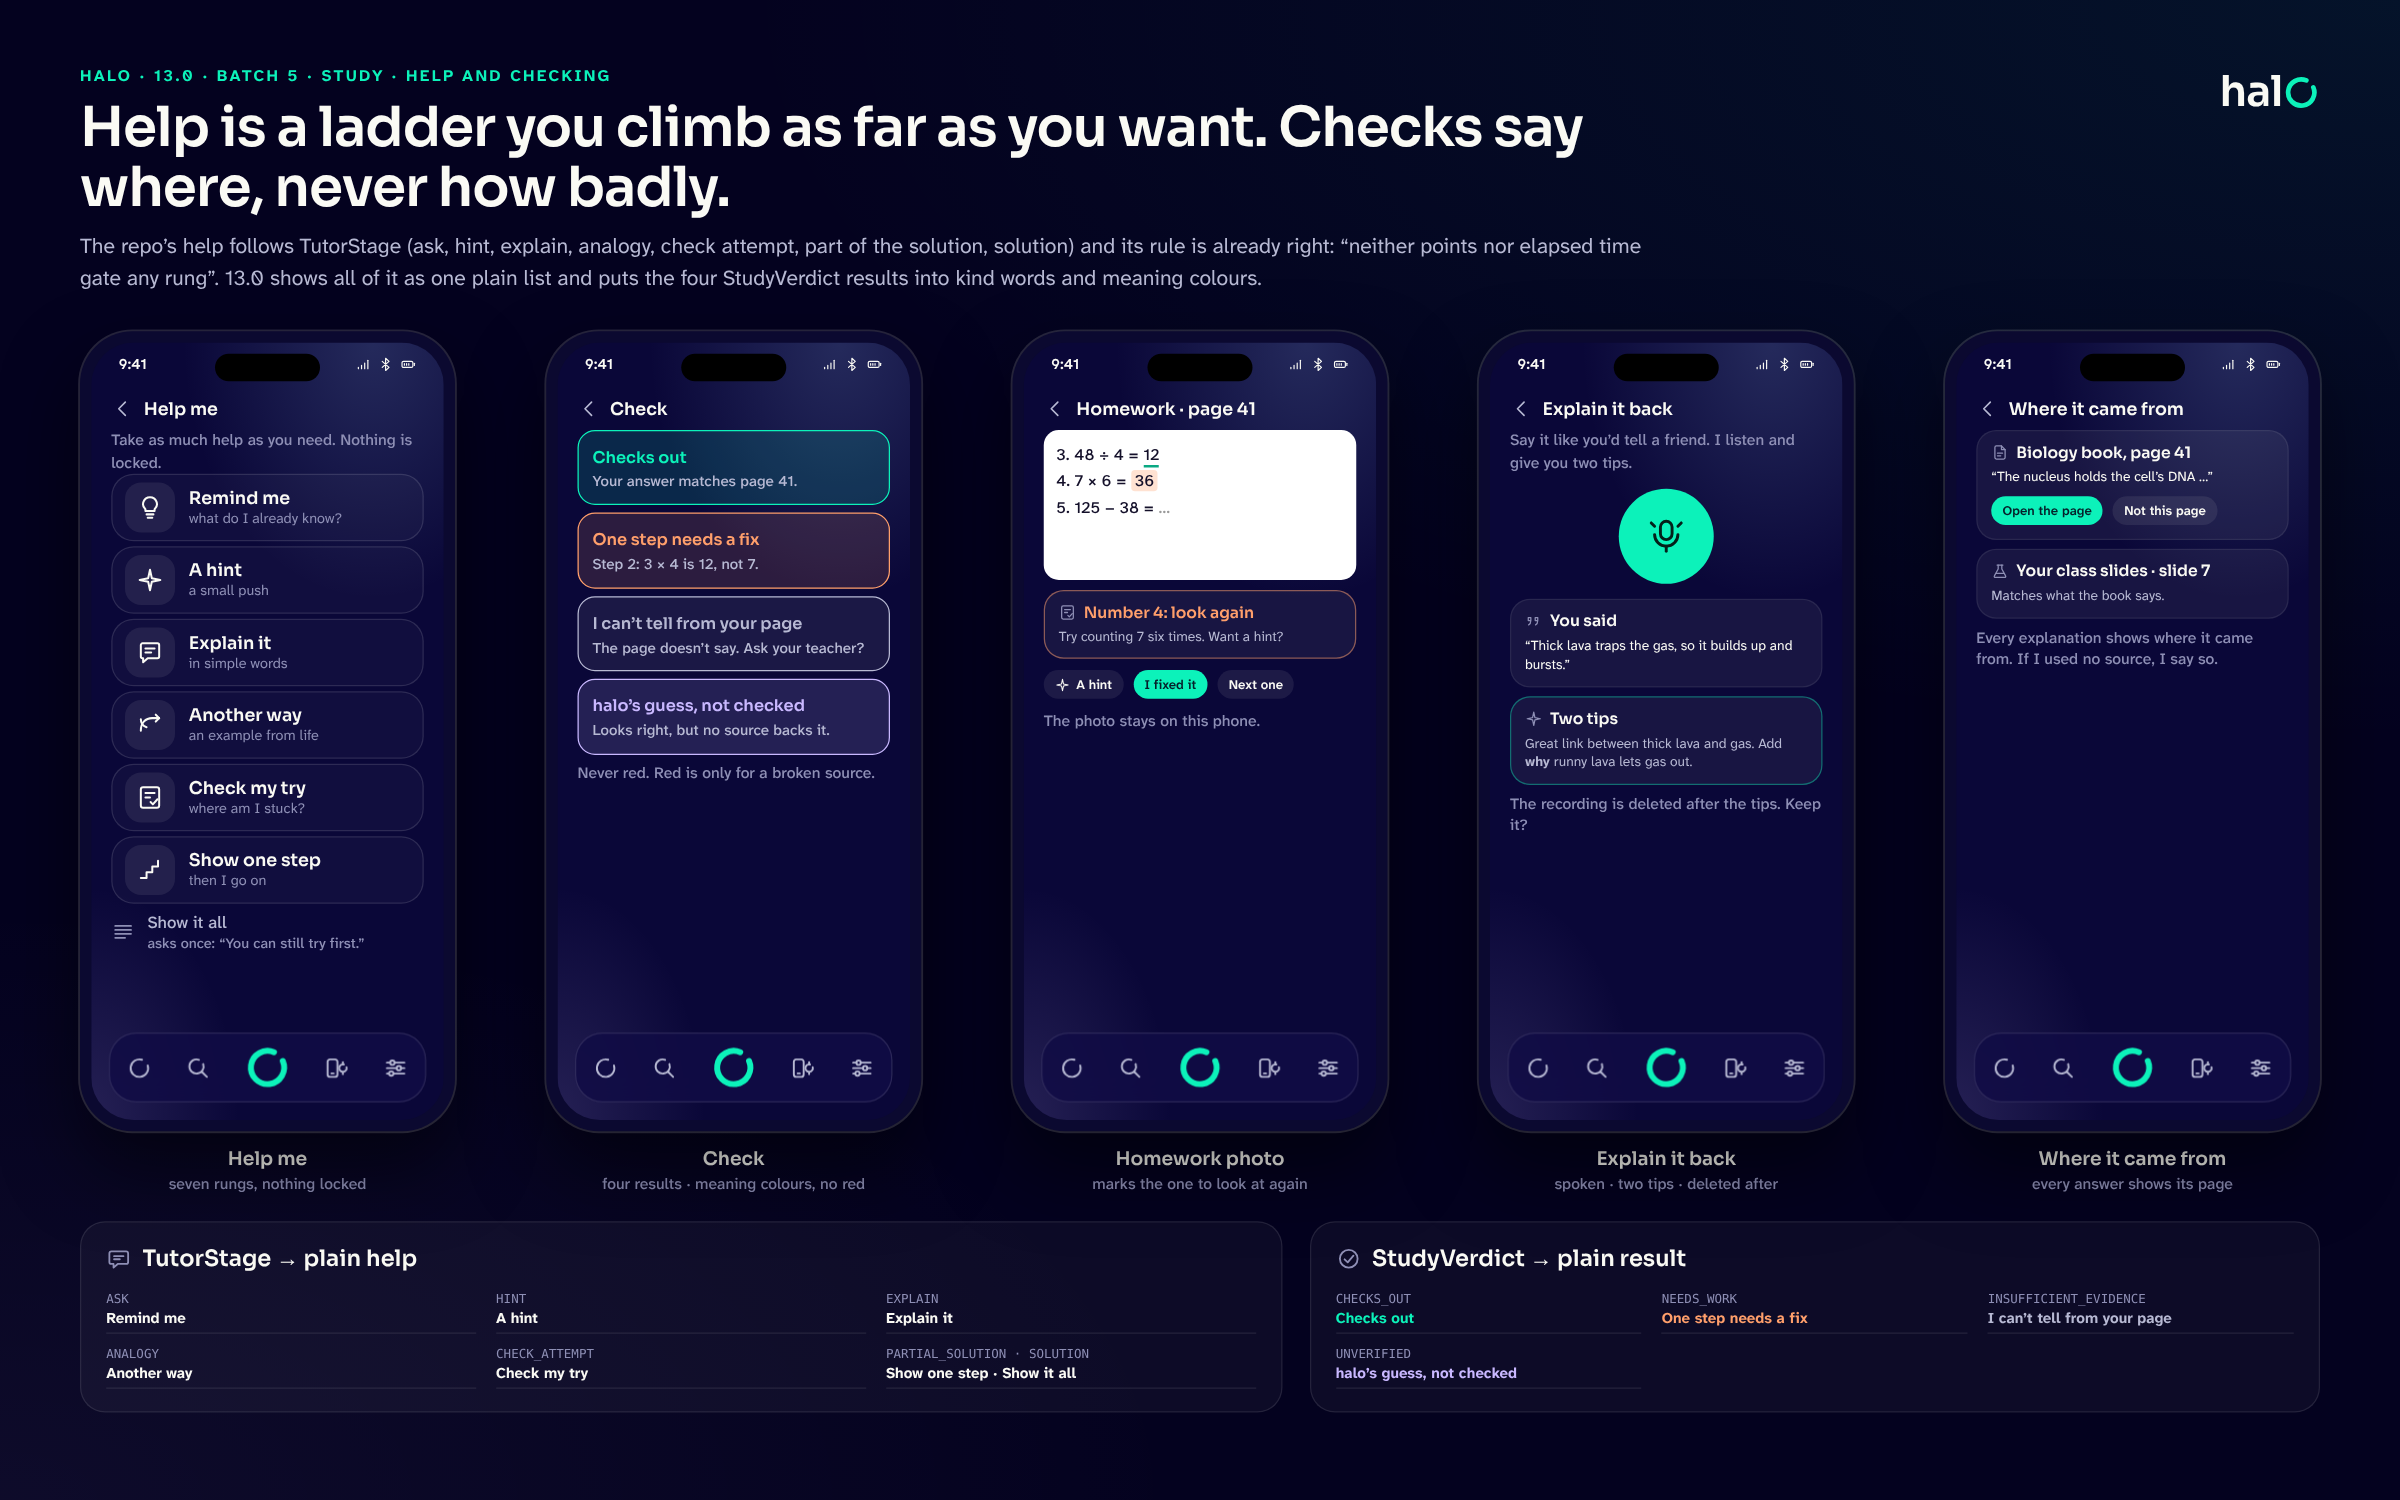 HALO · 13.0 · BATCH 5 · STUDY · HELP AND CHECKING
halo
Help is a ladder you climb as far as you want. Checks say
where, never how badly.
The repo’s help follows TutorStage (ask, hint, explain, analogy, check attempt, part of the solution, solution) and its rule is already right: “neither points nor elapsed time
gate any rung”. 13.0 shows all of it as one plain list and puts the four StudyVerdict results into kind words and meaning colours.
9:41
Help me
Take as much help as you need. Nothing is
locked.
Remind me
what do I already know?
A hint
a small push
Explain it
in simple words
Another way
an example from life
Check my try
where am I stuck?
Show one step
then I go on
Show it all
asks once: “You can still try first.”
Help me
seven rungs, nothing locked
9:41
Check
Checks out
Your answer matches page 41.
One step needs a fix
Step 2: 3 × 4 is 12, not 7.
I can’t tell from your page
The page doesn’t say. Ask your teacher?
halo’s guess, not checked
Looks right, but no source backs it.
Never red. Red is only for a broken source.
Check
four results · meaning colours, no red
9:41
Homework · page 41
3. 48 ÷ 4 = 12
4. 7 × 6 = 36
5. 125 – 38 = ...
Number 4: look again
Try counting 7 six times. Want a hint?
A hint
I fixed it
Next one
The photo stays on this phone.
Homework photo
marks the one to look at again
9:41
Explain it back
Say it like you’d tell a friend. I listen and
give you two tips.
You said
“Thick lava traps the gas, so it builds up and
bursts.”
Two tips
Great link between thick lava and gas. Add
why runny lava lets gas out.
The recording is deleted after the tips. Keep
it?
Explain it back
spoken · two tips · deleted after
9:41
Where it came from
Biology book, page 41
“The nucleus holds the cell’s DNA ...”
Open the page
Not this page
Your class slides · slide 7
Matches what the book says.
Every explanation shows where it came
from. If I used no source, I say so.
Where it came from
every answer shows its page
TutorStage → plain help
ASK
Remind me
HINT
A hint
EXPLAIN
Explain it
ANALOGY
Another way
CHECK_ATTEMPT
Check my try
PARTIAL_SOLUTION · SOLUTION
Show one step · Show it all
StudyVerdict → plain result
CHECKS_OUT
Checks out
NEEDS_WORK
One step needs a fix
INSUFFICIENT_EVIDENCE
I can’t tell from your page
UNVERIFIED
halo’s guess, not checked